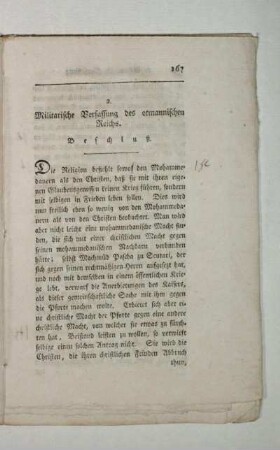 167
2.
Militarische Verfassung des ottmannischen
Reichs.
Beschluß.
Die Religion befiehlt sowol den Mohammeda-
nern als den Christen, daß sie mit ihren eige-
nen Glaubensgenossen keinen Krieg führen, sondern
mit selbigen in Frieden leben sollen. Dies wird
nur freilich eben so wenig von den Mohammeda-
nern als von den Christen beobachtet. Man wird
aber nicht leicht eine mohammedanische Macht fin-
den, die sich mit einer christlichen Macht gegen
seinen mohammedanischen Nachbarn verbunden
hätte; selbst Machmud Pascha zu Scutari, der
sich gegen seinen rechtmäßigen Herrn aufgelehnt hat,
und noch mit demselben in einem öffentlichen Krie-
ge lebt, verwarf die Anerbietungen des Kaisers,
als dieser gemeinschaftliche Sache mit ihm gegen
die Pforte machen wollte. Erbietet sich aber ei-
ne christliche Macht der Pforte gegen eine andere
christliche Macht, von welcher sie etwas zu fürch-
ten hat, Beistand leisten zu wollen, so verwirft
selbige einen solchen Antrag nicht. Sie wird die
Christen, die ihren christlichen Feinden Abbruch
thun,